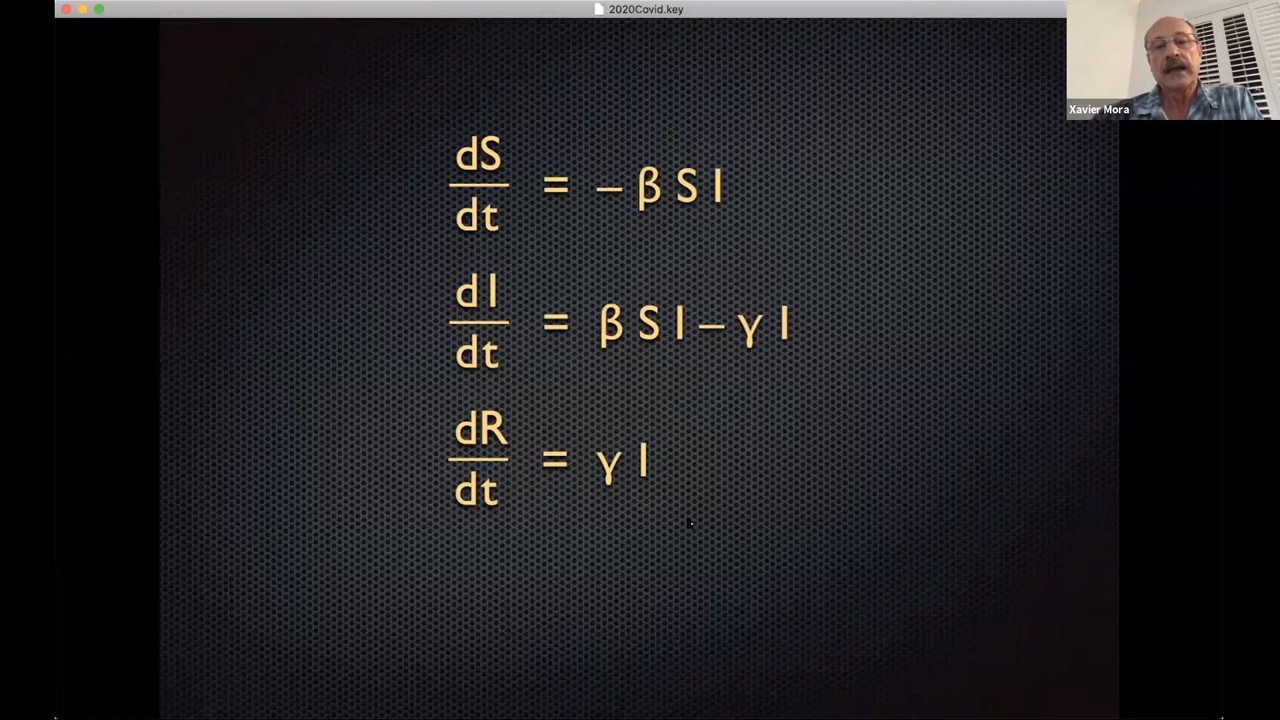 2020Covid.key
Xavier Mora
dS
dt
= – β S I
dI
dt
= β S I – γ I
dR
dt
= γ I